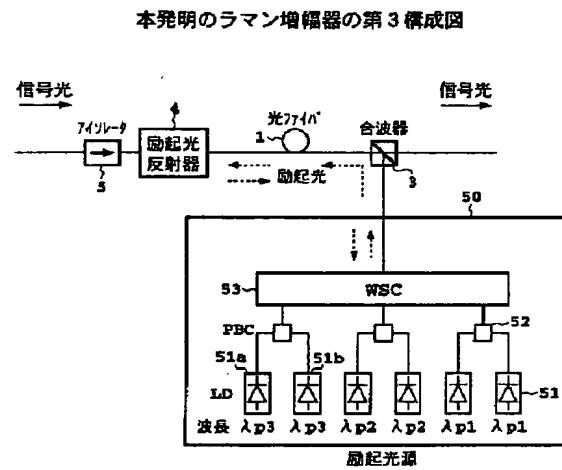 本発明のラマン増幅器の第3構成図
信号光
信号光
アイソレータ
4
励起光
反射器
5
光ファイバ
1
合波器
3
励起光
50
53
WSC
PBC
52
51a
51b
LD
51
波長 λp3 λp3 λp2 λp2 λp1 λp1
励起光源